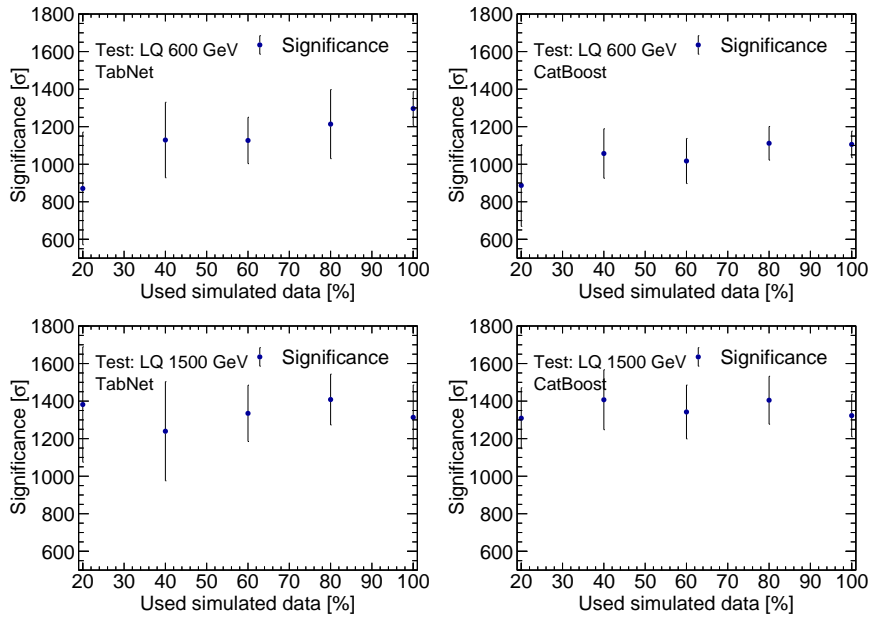 1800
1600
1400
1200
1000
800
600
Significance [σ]
Test: LQ 600 GeV
TabNet
Significance
20 30 40 50 60 70 80 90 100
Used simulated data [%]
1800
1600
1400
1200
1000
800
600
Significance [σ]
Test: LQ 600 GeV
CatBoost
Significance
20 30 40 50 60 70 80 90 100
Used simulated data [%]
1800
1600
1400
1200
1000
800
600
Significance [σ]
Test: LQ 1500 GeV
TabNet
Significance
20 30 40 50 60 70 80 90 100
Used simulated data [%]
1800
1600
1400
1200
1000
800
600
Significance [σ]
Test: LQ 1500 GeV
CatBoost
Significance
20 30 40 50 60 70 80 90 100
Used simulated data [%]